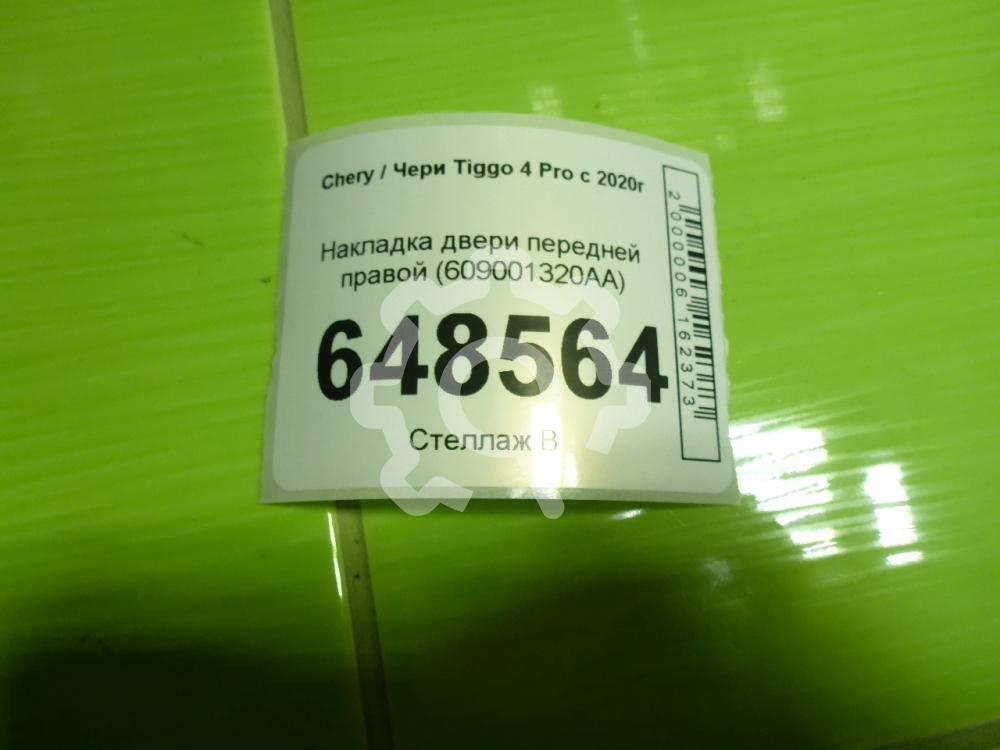 Chery / Чери Tiggo 4 Pro с 2020г
Накладка двери передней
правой (609001320AA)
648564
Стеллаж В
2000006162373